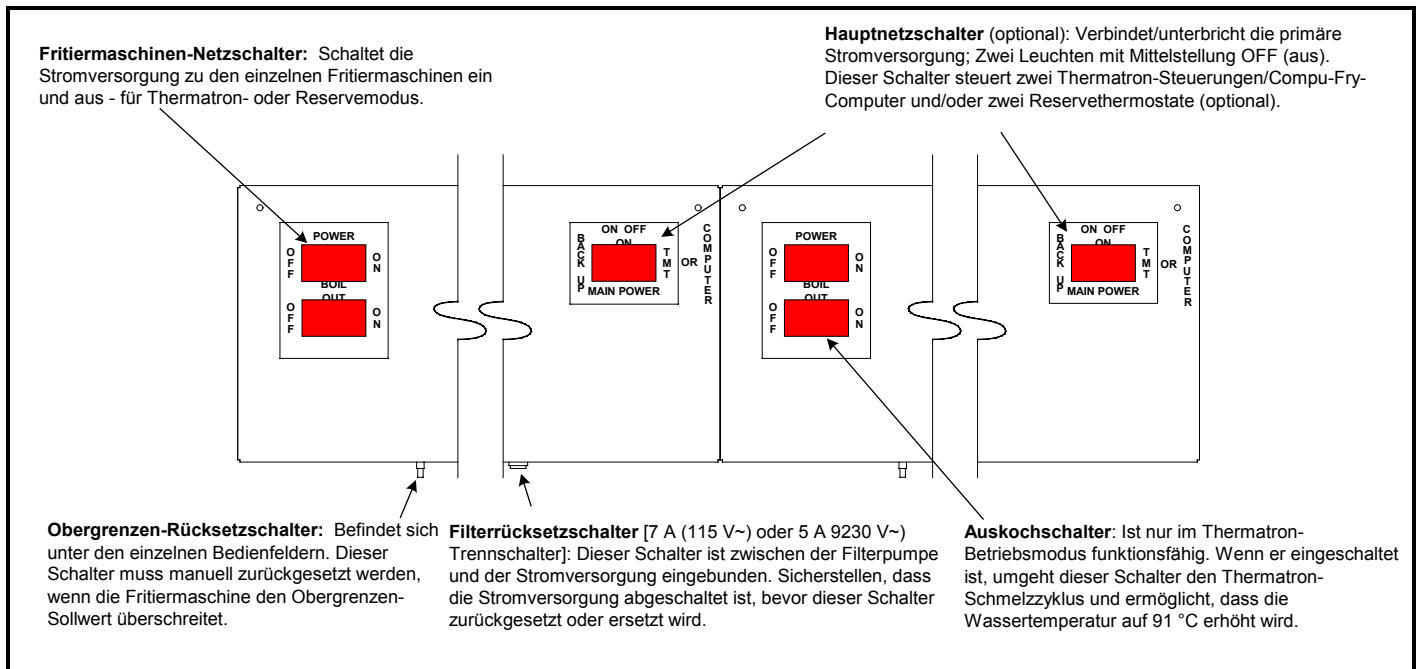 Fritiermaschinen-Netzschalter: Schaltet die
Stromversorgung zu den einzelnen Fritiermaschinen ein
und aus - für Thermatron- oder Reservemodus.
Hauptnetzschalter (optional): Verbindet/unterbricht die primäre
Stromversorgung; Zwei Leuchten mit Mittelstellung OFF (aus).
Dieser Schalter steuert zwei Thermatron-Steuerungen/Compu-Fry-
Computer und/oder zwei Reservethermostate (optional).
POWER
OFF
ON
BOIL
OUT
OFF
ON
ON OFF
ON
BACK UP
TMT
OR
COMPUTER
MAIN POWER
POWER
OFF
ON
BOIL
OUT
OFF
ON
ON OFF
ON
BACK UP
TMT
OR
COMPUTER
MAIN POWER
Obergrenzen-Rücksetzschalter: Befindet sich
unter den einzelnen Bedienfeldern. Dieser
Schalter muss manuell zurückgesetzt werden,
wenn die Fritiermaschine den Obergrenzen-
Sollwert überschreitet.
Filterrücksetzschalter [7 A (115 V~) oder 5 A 9230 V~)
Trennschalter]: Dieser Schalter ist zwischen der Filterpumpe
und der Stromversorgung eingebunden. Sicherstellen, dass
die Stromversorgung abgeschaltet ist, bevor dieser Schalter
zurückgesetzt oder ersetzt wird.
Auskochschalter: Ist nur im Thermatron-
Betriebsmodus funktionsfähig. Wenn er eingeschaltet
ist, umgeht dieser Schalter den Thermatron-
Schmelzzyklus und ermöglicht, dass die
Wassertemperatur auf 91 °C erhöht wird.